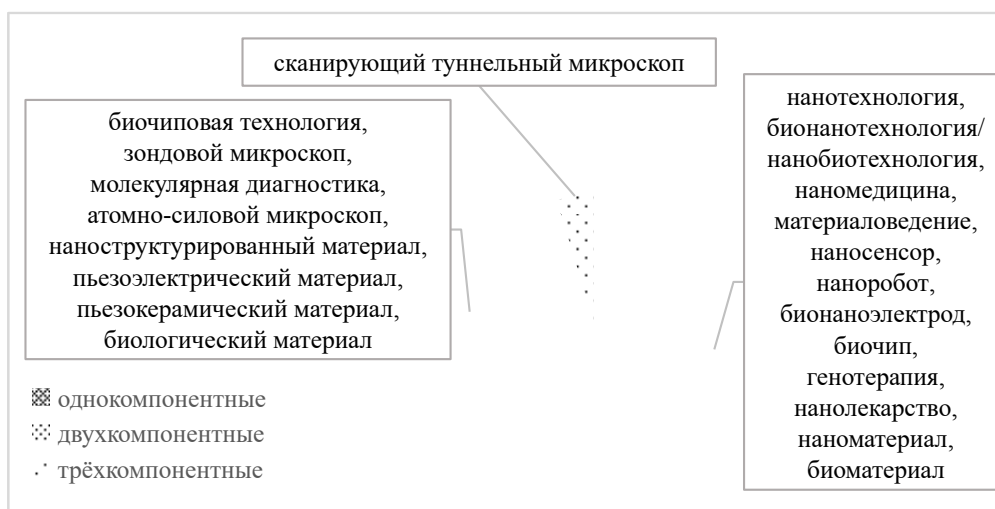 сканирующий туннельный микроскоп
биочиповая технология,
зондовой микроскоп,
молекулярная диагностика,
атомно-силовой микроскоп,
наноструктурированный материал,
пьезоэлектрический материал,
пьезокерамический материал,
биологический материал
нанотехнология,
бионанотехнология/
нанобиотехнология,
наномедицина,
материаловедение,
наносенсор,
наноробот,
бионаноэлектрод,
биочип,
генотерапия,
нанолекарство,
наноматериал,
биоматериал
однокомпонентные
двухкомпонентные
трёхкомпонентные